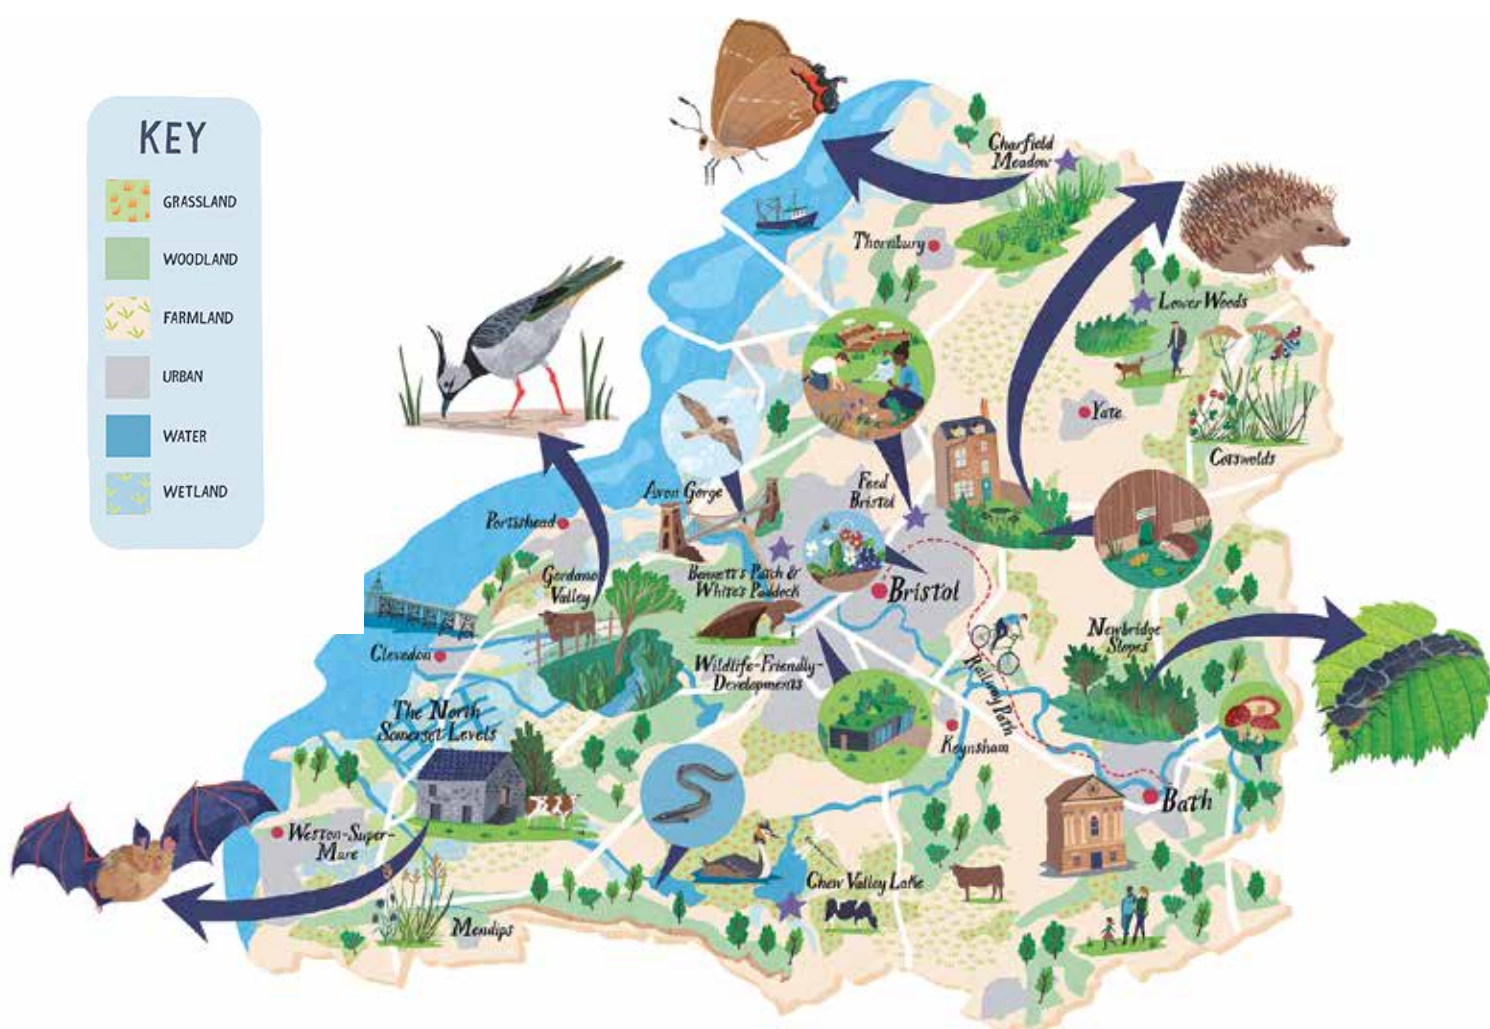 KEY
GRASSLAND
WOODLAND
FARMLAND
URBAN
WATER
WETLAND
Charfield
Meadow
Thornbury
Lower Woods
Yate
Cotswolds
Avon Gorge
Feed
Bristol
Portishead
Gordano
Valley
Bennett's Patch &
White's Paddock
Bristol
Newbridge
Slopes
Clevedon
Wildlife-Friendly-
Developments
Railway Path
The North
Somerset Levels
Keynsham
Bath
Weston-Super-
Mare
Chew Valley Lake
Mendips